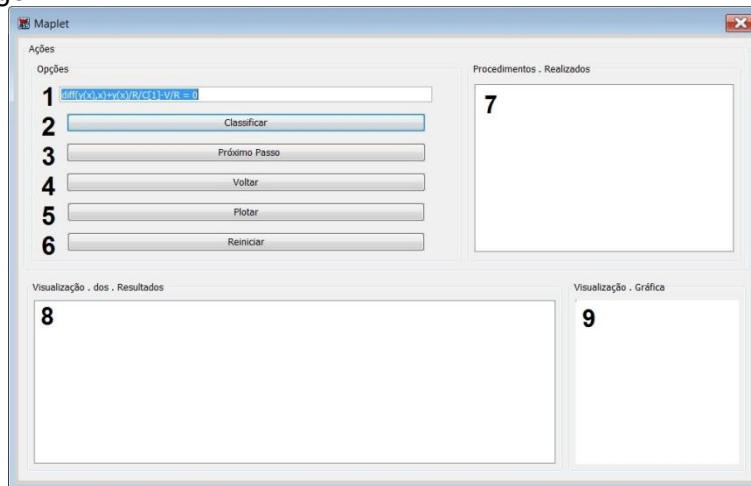 Maplet
Ações
Opções
1 diff(y(x),x)+y(x)/R/C[1]-V/R = 0
2 Classificar
3 Próximo Passo
4 Voltar
5 Plotar
6 Reiniciar
Procedimentos . Realizados
7
Visualização . dos . Resultados
8
Visualização . Gráfica
9